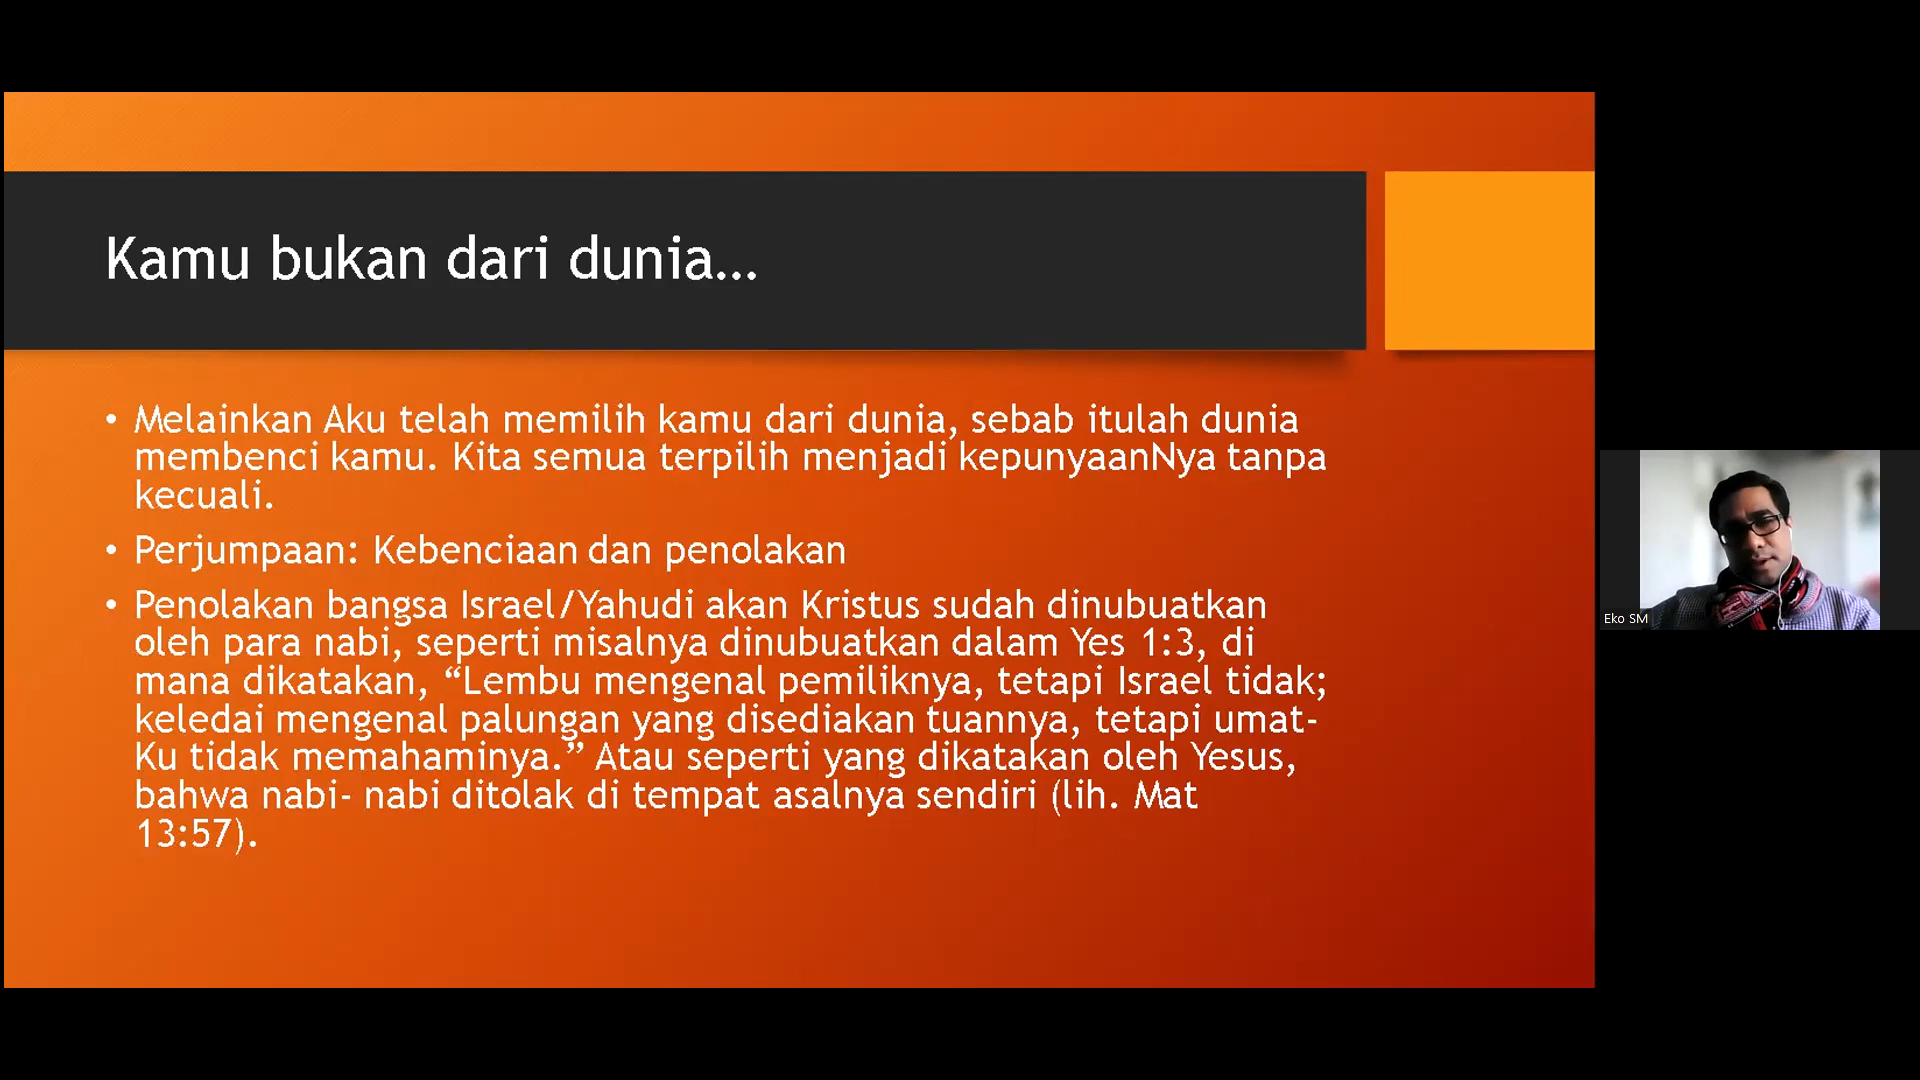 Kamu bukan dari dunia...
• Melainkan Aku telah memilih kamu dari dunia, sebab itulah dunia
membenci kamu. Kita semua terpilih menjadi kepunyaanNya tanpa
kecuali.
• Perjumpaan: Kebenciaan dan penolakan
• Penolakan bangsa Israel/Yahudi akan Kristus sudah dinubuatkan
oleh para nabi, seperti misalnya dinubuatkan dalam Yes 1:3, di
mana dikatakan, “Lembu mengenal pemiliknya, tetapi Israel tidak;
keledai mengenal palungan yang disediakan tuannya, tetapi umat-
Ku tidak memahaminya.” Atau seperti yang dikatakan oleh Yesus,
bahwa nabi- nabi ditolak di tempat asalnya sendiri (lih. Mat
13:57).
Eko SM